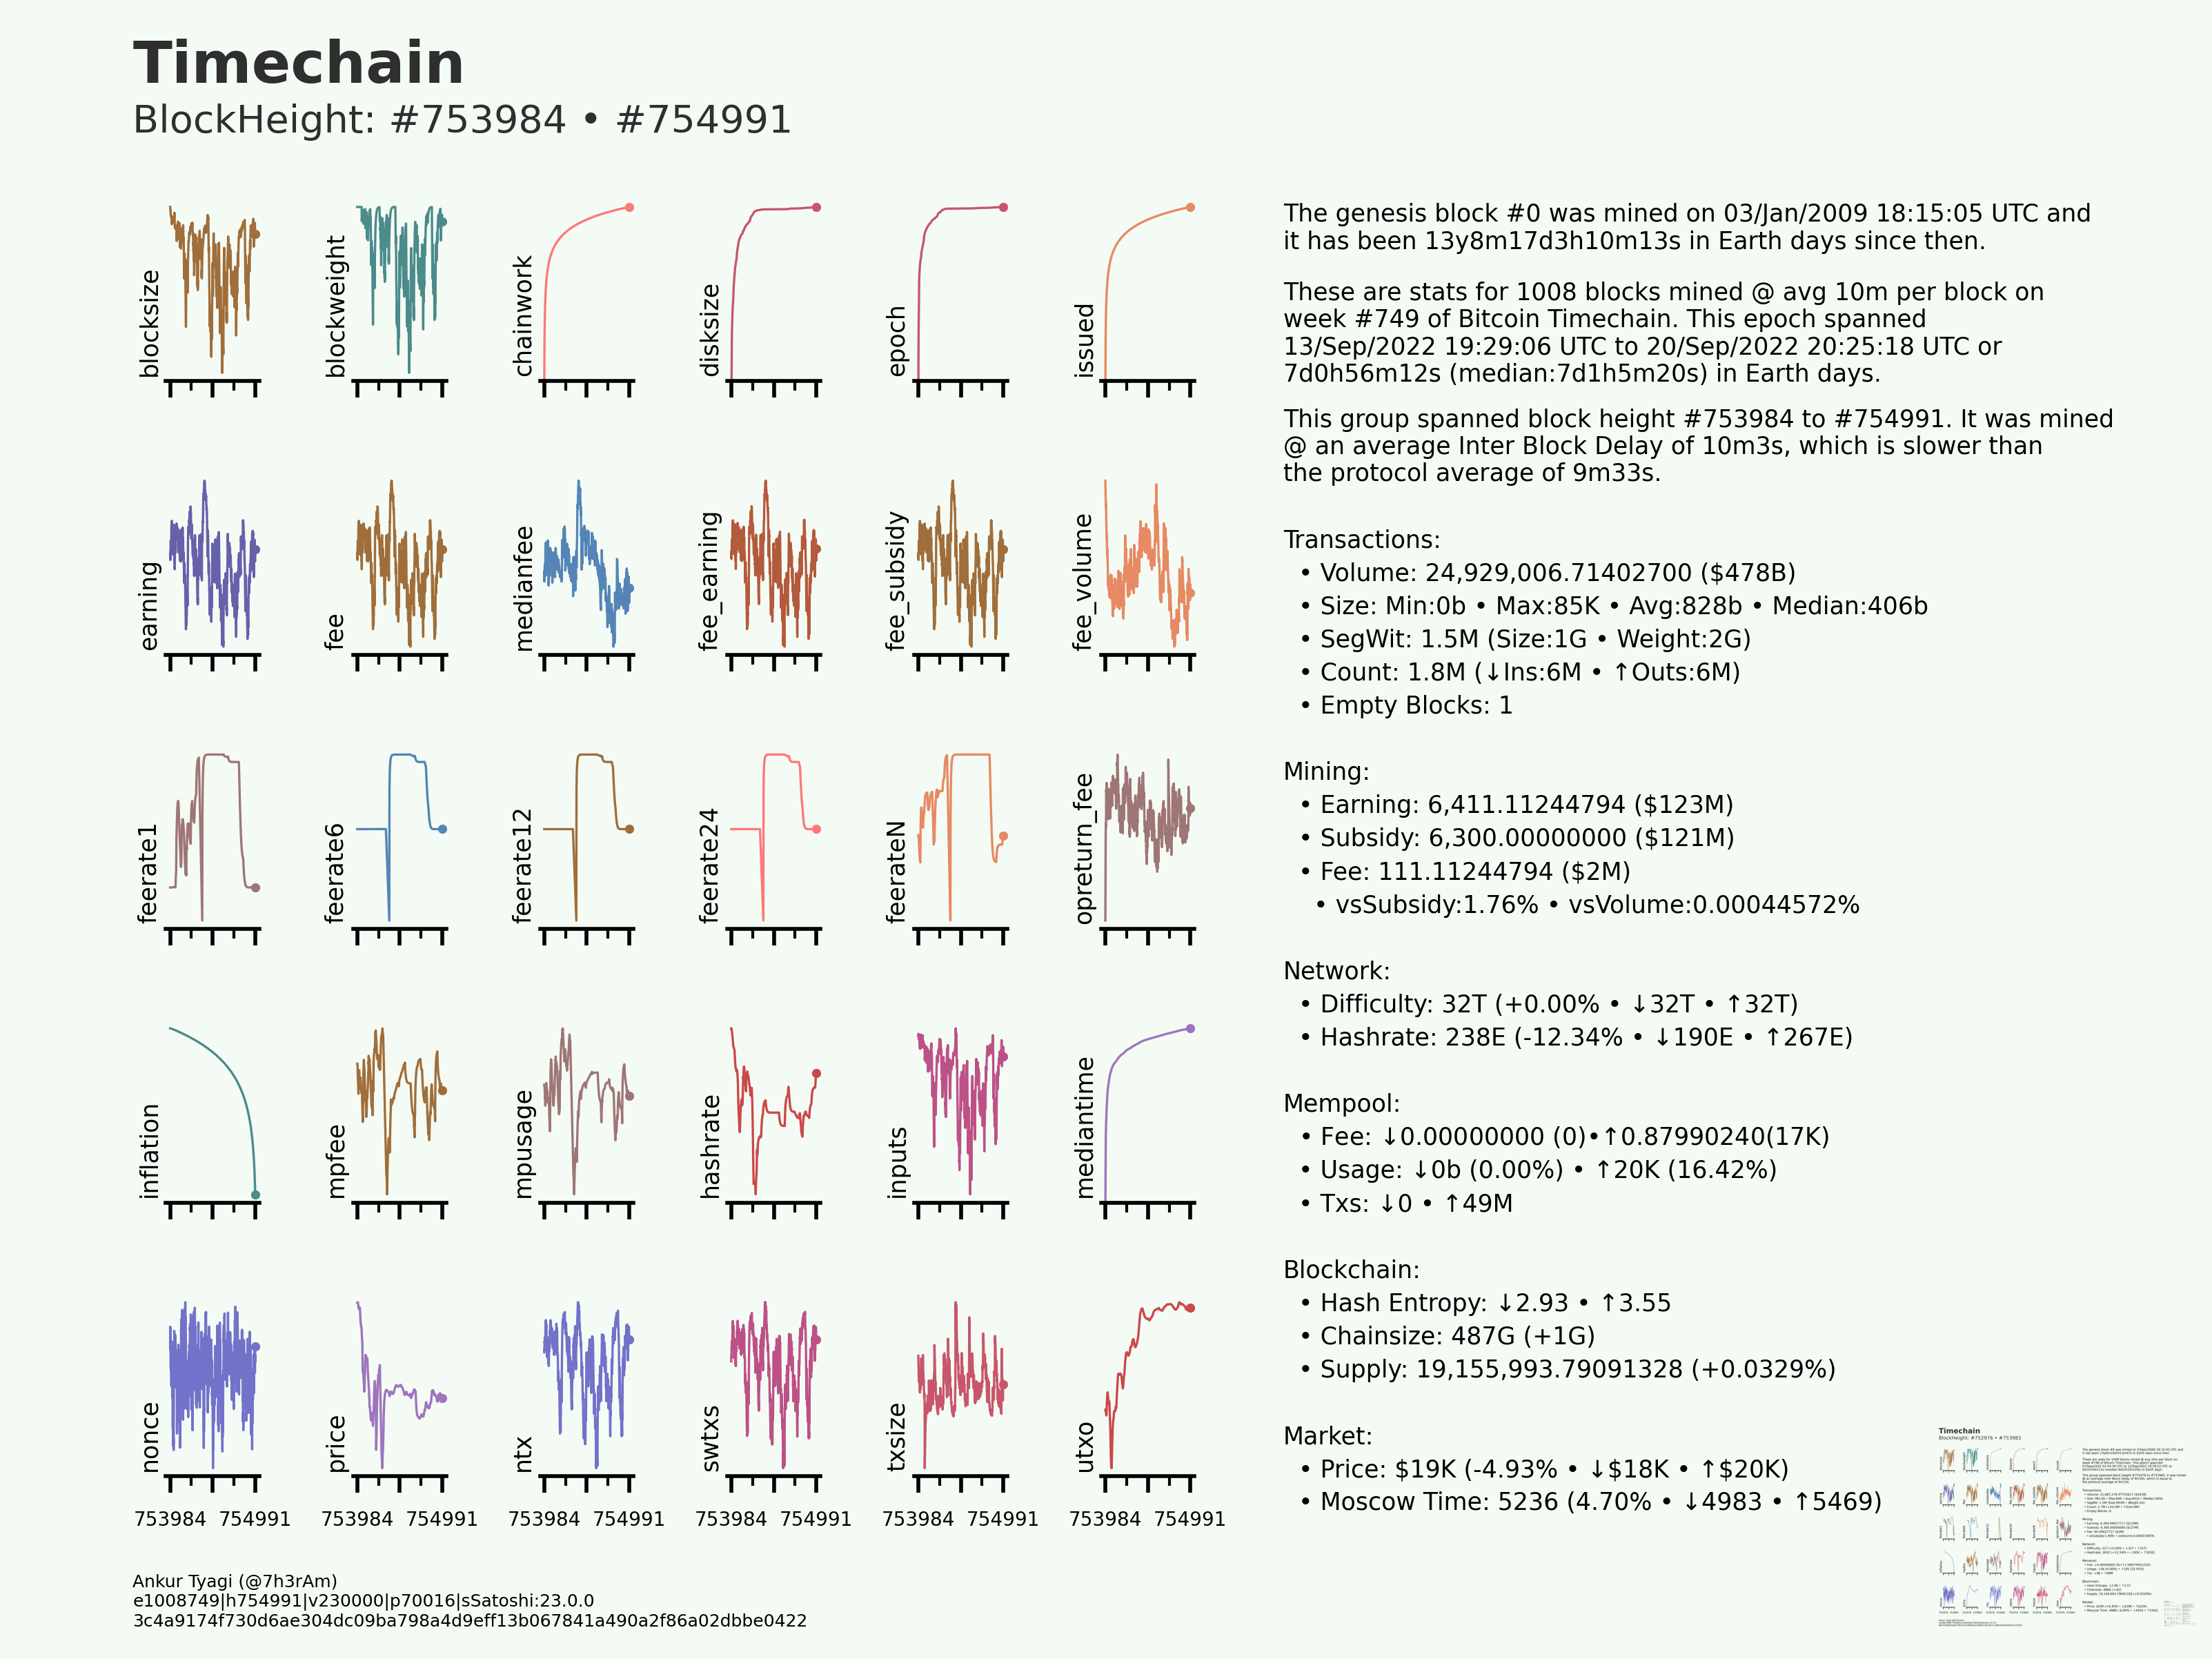 Timechain
BlockHeight: #753984 • #754991
blocksize
blockweight
chainwork
disksize
epoch
issued
earning
fee
medianfee
fee_earning
fee_subsidy
fee_volume
feerate1
feerate6
feerate12
feerate24
feerateN
opreturn_fee
inflation
mpfee
mpusage
hashrate
inputs
mediantime
nonce
price
ntx
swtxs
txsize
utxo
753984 754991 753984 754991 753984 754991 753984 754991 753984 754991 753984 754991
The genesis block #0 was mined on 03/Jan/2009 18:15:05 UTC and
it has been 13y8m17d3h10m13s in Earth days since then.
These are stats for 1008 blocks mined @ avg 10m per block on
week #749 of Bitcoin Timechain. This epoch spanned
13/Sep/2022 19:29:06 UTC to 20/Sep/2022 20:25:18 UTC or
7d0h56m12s (median:7d1h5m20s) in Earth days.
This group spanned block height #753984 to #754991. It was mined
@ an average Inter Block Delay of 10m3s, which is slower than
the protocol average of 9m33s.
Transactions:
• Volume: 24,929,006.71402700 ($478B)
• Size: Min:0b • Max:85K • Avg:828b • Median:406b
• SegWit: 1.5M (Size:1G • Weight:2G)
• Count: 1.8M (↓Ins:6M • ↑Outs:6M)
• Empty Blocks: 1
Mining:
• Earning: 6,411.11244794 ($123M)
• Subsidy: 6,300.00000000 ($121M)
• Fee: 111.11244794 ($2M)
• vsSubsidy:1.76% • vsVolume:0.00044572%
Network:
• Difficulty: 32T (+0.00% • ↓32T • ↑32T)
• Hashrate: 238E (-12.34% • ↓190E • ↑267E)
Mempool:
• Fee: ↓0.00000000 (0)•↑0.87990240(17K)
• Usage: ↓0b (0.00%) • ↑20K (16.42%)
• Txs: ↓0 • ↑49M
Blockchain:
• Hash Entropy: ↓2.93 • ↑3.55
• Chainsize: 487G (+1G)
• Supply: 19,155,993.79091328 (+0.0329%)
Market:
• Price: $19K (-4.93% • ↓$18K • ↑$20K)
• Moscow Time: 5236 (4.70% • ↓4983 • ↑5469)
Ankur Tyagi (@7h3rAm)
e1008749|h754991|v230000|p70016|sSatoshi:23.0.0
3c4a9174f730d6ae304dc09ba798a4d9eff13b067841a490a2f86a02dbbe0422
Timechain
BlockHeight: #752976 • #753983